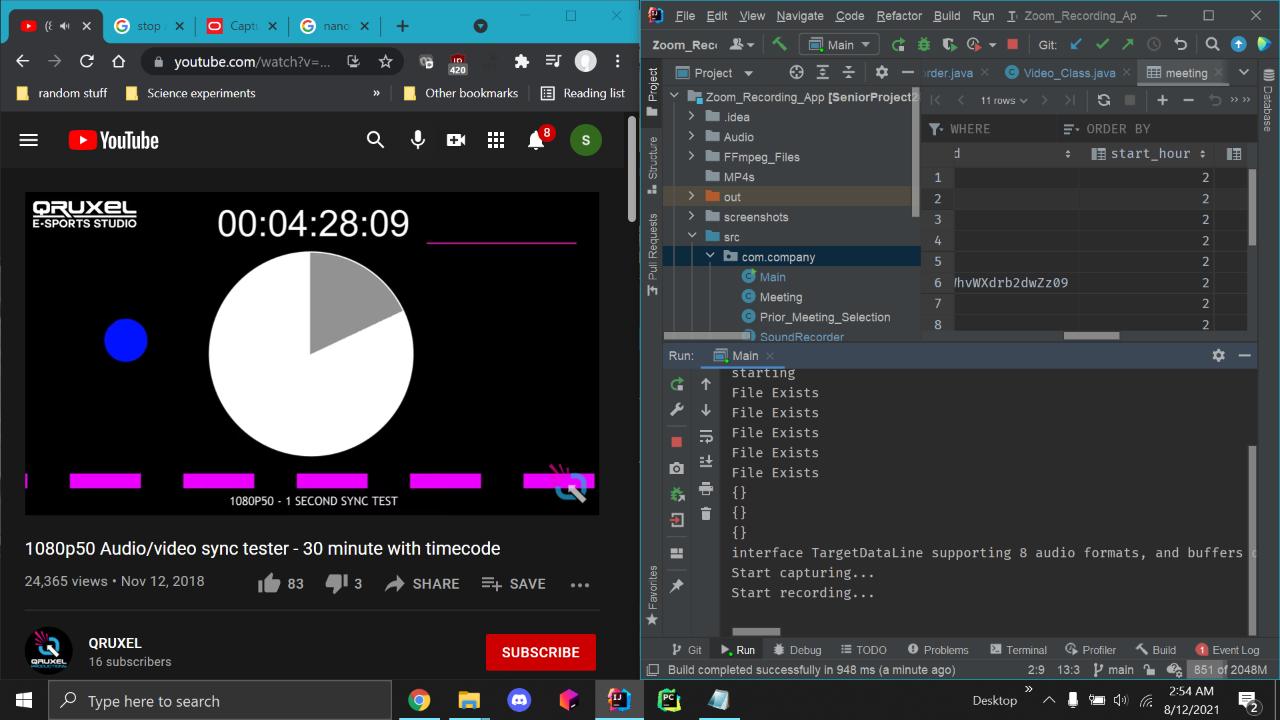 stop
Capt
nano
youtube.com/watch?v=...
420
random stuff
Science experiments
»
Other bookmarks
Reading list
YouTube
8
S
QRUXEL
E-SPORTS STUDIO
00:04:28:09
1080P50 - 1 SECOND SYNC TEST
1080p50 Audio/video sync tester - 30 minute with timecode
24,365 views • Nov 12, 2018
83
3
SHARE
SAVE
QRUXEL
16 subscribers
SUBSCRIBE
File Edit View Navigate Code Refactor Build Run Zoom_Recording_Ap
Zoom_Reco
Main
Git:
Project
rder.java
Video_Class.java
meeting
Project
Structure
Pull Requests
Favorites
Database
Zoom_Recording_App [SeniorProject2
.idea
Audio
FFmpeg_Files
MP4s
out
screenshots
src
com.company
Main
Meeting
Prior_Meeting_Selection
SoundRecorder
11 rows
WHERE
ORDER BY
d
start_hour
1 2
2 2
3 2
4 2
5 2
6 WhvWXdrb2dwZz09 2
7 2
8 2
Run: Main
starting
File Exists
File Exists
File Exists
File Exists
File Exists
{}
{}
{}
interface TargetDataLine supporting 8 audio formats, and buffers o
Start capturing...
Start recording...
Git Run Debug TODO Problems Terminal Profiler Build 1 Event Log
Build completed successfully in 948 ms (a minute ago) 2:9 13:3 main 851 of 2048M
Type here to search
Desktop
»
2:54 AM
8/12/2021
2